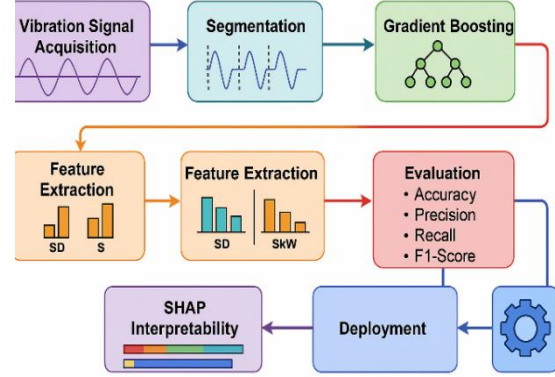 Vibration Signal
Acquisition
Segmentation
Gradient Boosting
Feature
Extraction
SD
S
Feature Extraction
SD
SkW
Evaluation
• Accuracy
• Precision
• Recall
• F1-Score
SHAP
Interpretability
Deployment